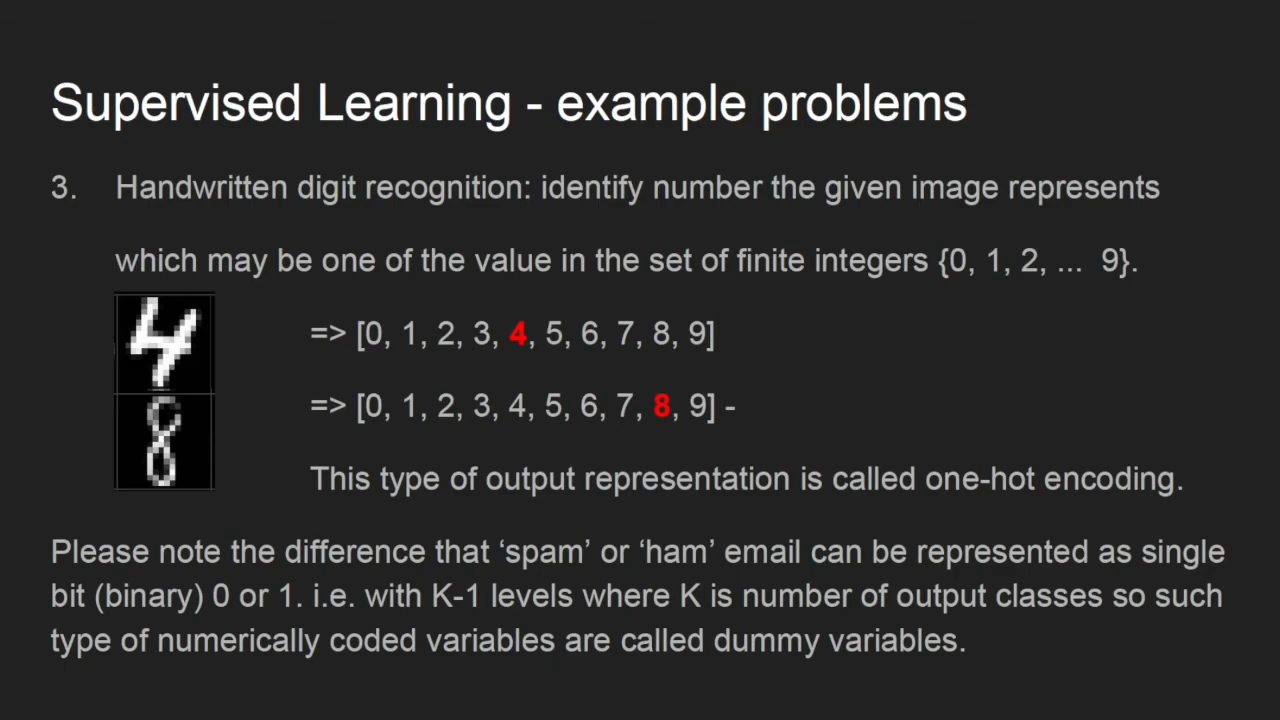 Supervised Learning - example problems
3. Handwritten digit recognition: identify number the given image represents
which may be one of the value in the set of finite integers {0, 1, 2, ... 9}.
4
=> [0, 1, 2, 3, 4, 5, 6, 7, 8, 9]
8
=> [0, 1, 2, 3, 4, 5, 6, 7, 8, 9] -
This type of output representation is called one-hot encoding.
Please note the difference that ‘spam’ or ‘ham’ email can be represented as single
bit (binary) 0 or 1. i.e. with K-1 levels where K is number of output classes so such
type of numerically coded variables are called dummy variables.